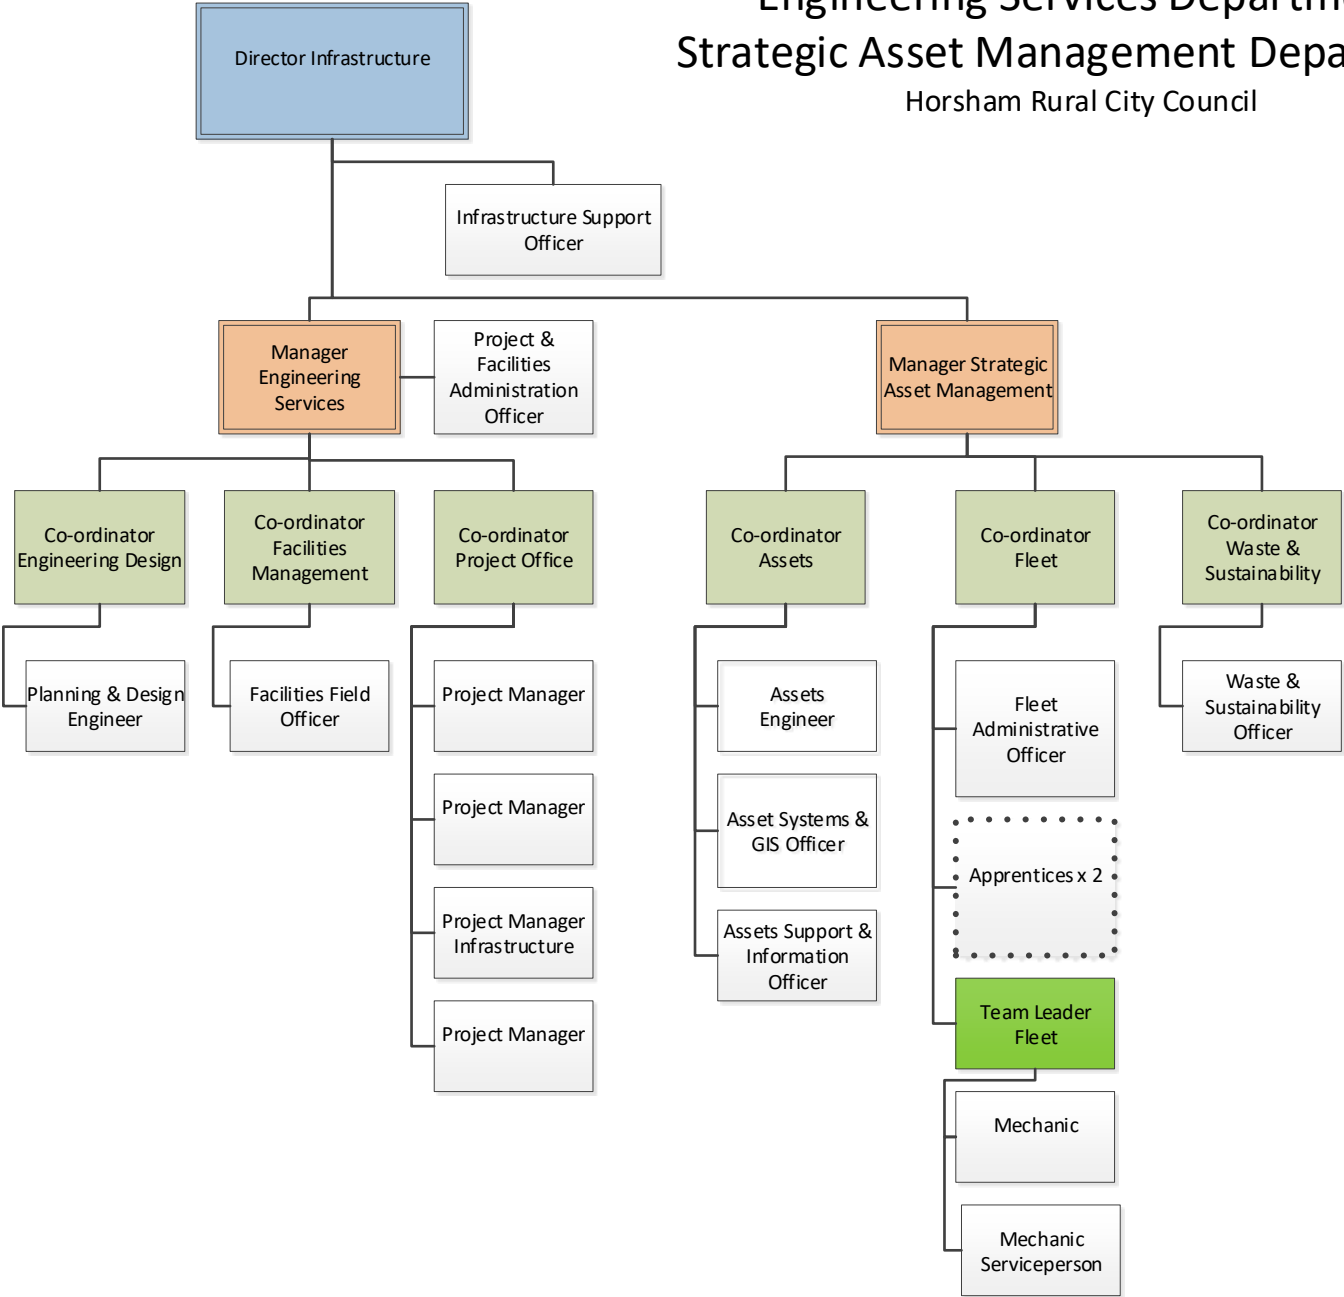 Engineering Services
Strategic Asset Management
Horsham Rural City Council
Director Infrastructure
Infrastructure Support
Officer
Manager
Engineering
Services
Project &
Facilities
Administration
Officer
Manager Strategic
Asset Management
Co-ordinator
Engineering Design
Co-ordinator
Facilities
Management
Co-ordinator
Project Office
Co-ordinator
Assets
Co-ordinator
Fleet
Co-ordinator
Waste &
Sustainability
Planning & Design
Engineer
Facilities Field
Officer
Project Manager
Project Manager
Project Manager
Infrastructure
Project Manager
Assets
Engineer
Asset Systems &
GIS Officer
Assets Support &
Information
Officer
Fleet
Administrative
Officer
Apprentices x 2
Team Leader
Fleet
Mechanic
Mechanic
Serviceperson
Waste &
Sustainability
Officer